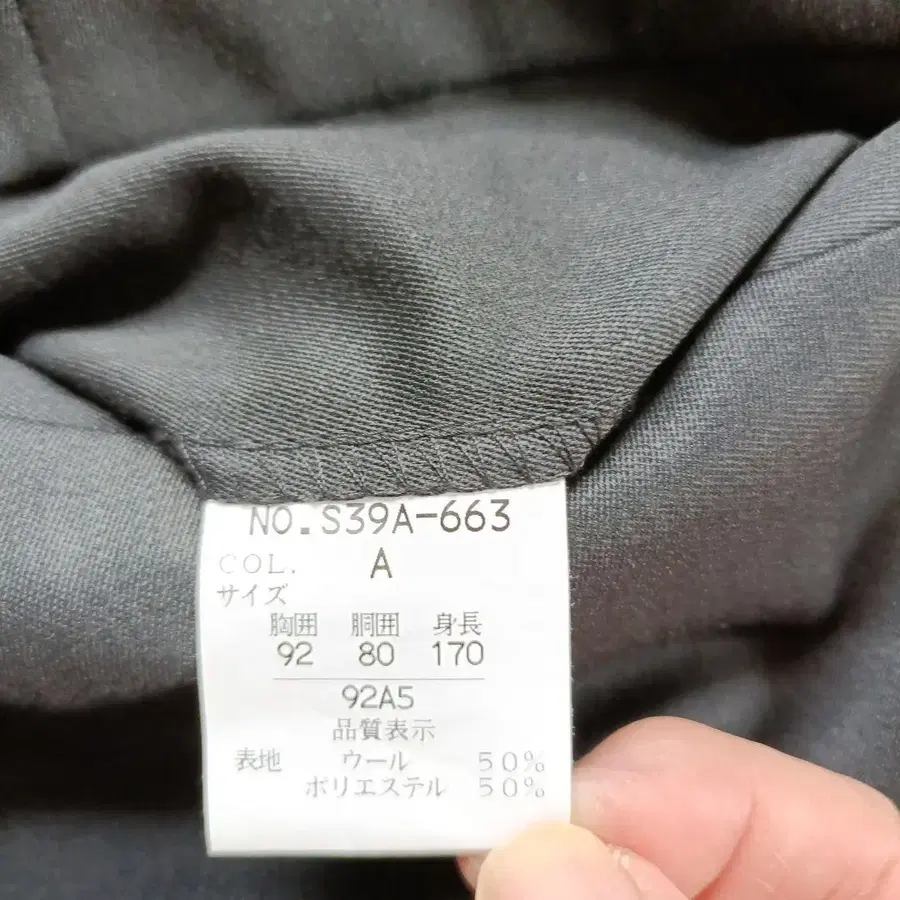 NO.S39A-663
COL. A
サイズ
胸囲 胴囲 身長
92 80 170
92A5
品質表示
表地 ウール 50%
ポリエステル 50%